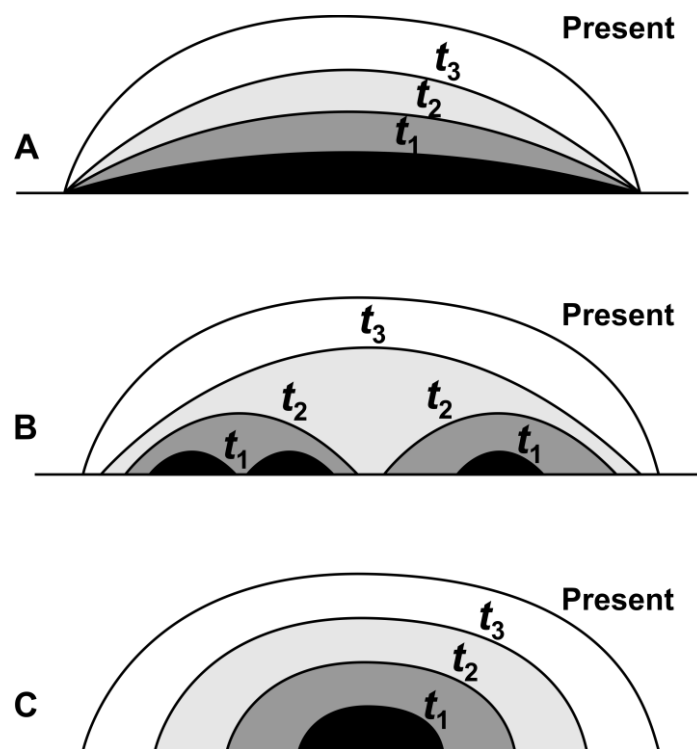 Present
t₃
t₂
t₁
A
Present
t₃
t₂ t₂
t₁ t₁
B
Present
t₃
t₂
t₁
C